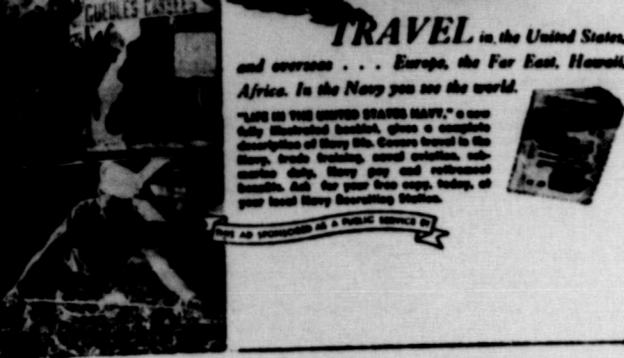 TRAVEL in the United States,
and overseas . . . Europe, the Far East, Hawaii,
Africa. In the Navy you see the world.
"LIFE IN THE UNITED STATES NAVY," a new
fully illustrated booklet, gives a complete
description of Navy life. Covers travel in the
Navy, trade training, naval aviation, sub-
marine duty, Navy pay and retirement
benefits. Ask for your free copy, today, at
your local Navy Recruiting Station.
THIS AD SPONSORED AS A PUBLIC SERVICE BY